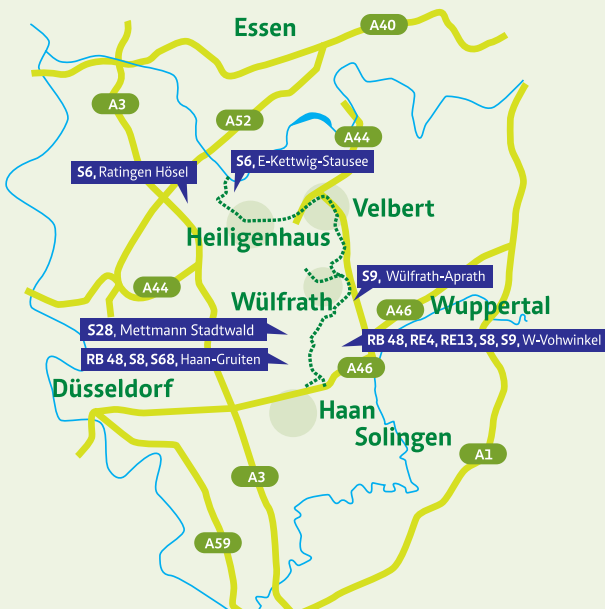 Essen
A40
A3
A52
A44
S6, E-Kettwig-Stausee
S6, Ratingen Hösel
Velbert
Heiligenhaus
S9, Wülfrath-Aprath
A44
Wülfrath
A46
Wuppertal
S28, Mettmann Stadtwald
RB 48, RE4, RE13, S8, S9, W-Vohwinkel
RB 48, S8, S68, Haan-Gruiten
A46
Düsseldorf
Haan
Solingen
A1
A3
A59